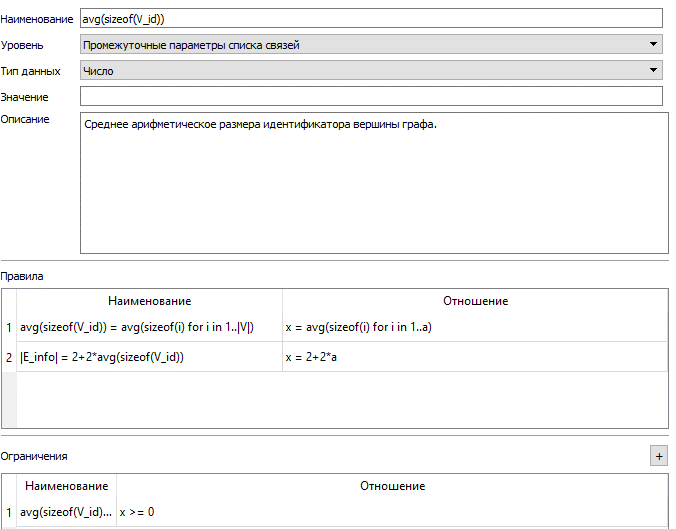 Наименование avg(sizeof(V_id))
Уровень Промежуточные параметры списка связей
Тип данных Число
Значение
Описание Среднее арифметическое размера идентификатора вершины графа.
Правила
Наименование Отношение
1 avg(sizeof(V_id)) = avg(sizeof(i) for i in 1..|V|) x = avg(sizeof(i) for i in 1..a)
2 |E_info| = 2+2*avg(sizeof(V_id)) x = 2+2*a
Ограничения +
Наименование Отношение
1 avg(sizeof(V_id)... x >= 0